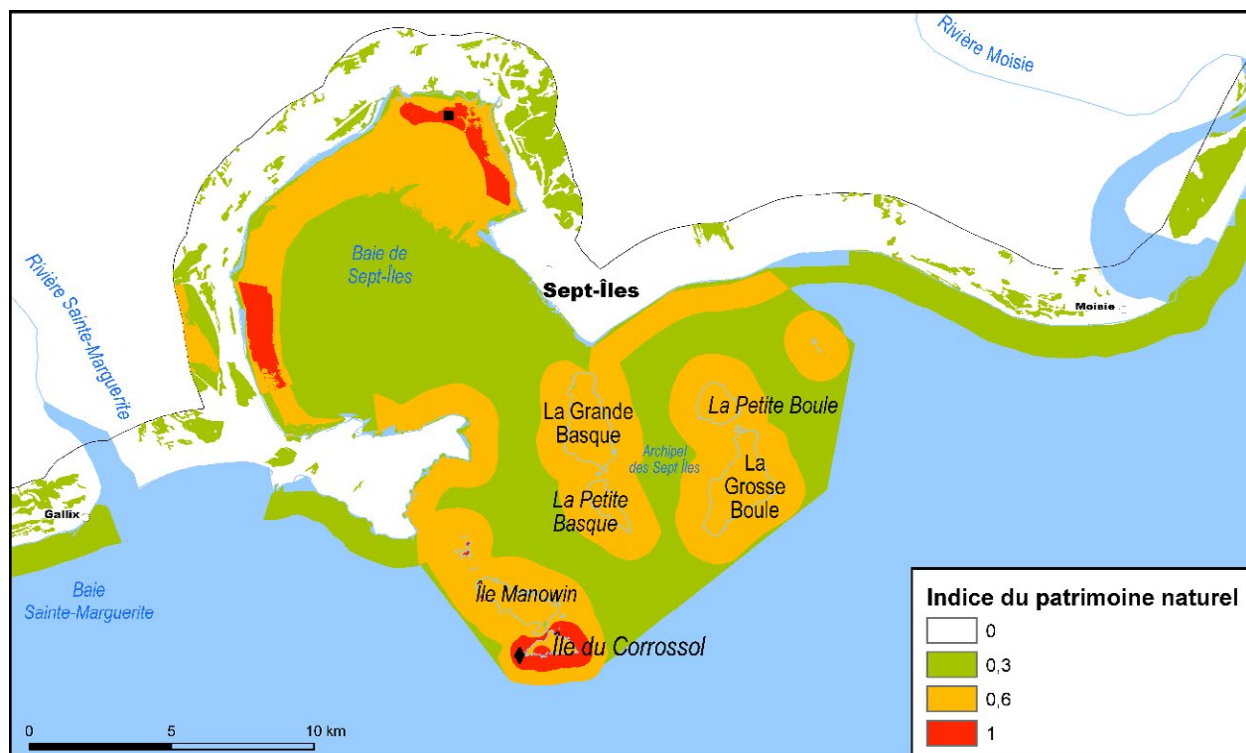 Rivière Moisie
Baie de
Sept-Îles
Sept-Îles
Rivière Sainte-Marguerite
Moisie
La Grande
Basque
La Petite Boule
Archipel
des Sept Îles
La
Grosse
Boule
La Petite
Basque
Gallix
Île Manowin
Baie
Sainte-Marguerite
Île du Corrossol
Indice du patrimoine naturel
0
0,3
0,6
1
0 5 10 km